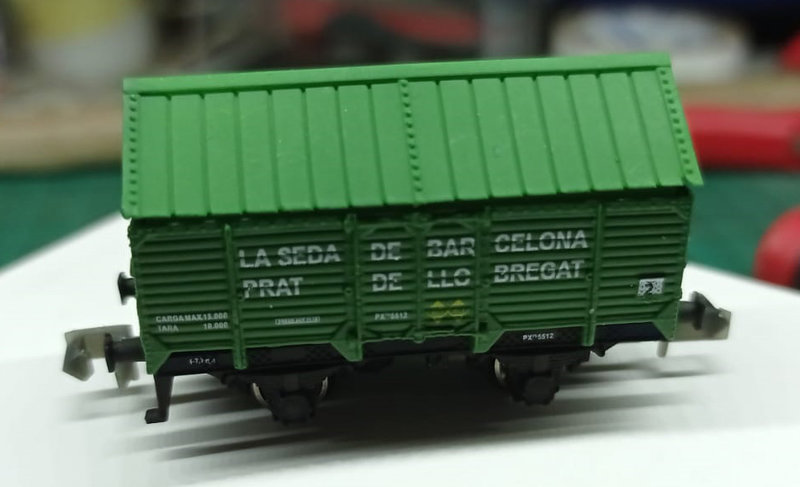 LA SEDA DE BAR CELONA
PRAT DE LLO BREGAT
CARGA MAX.13.000
TARA 10.000
PX 5512
PX 5512